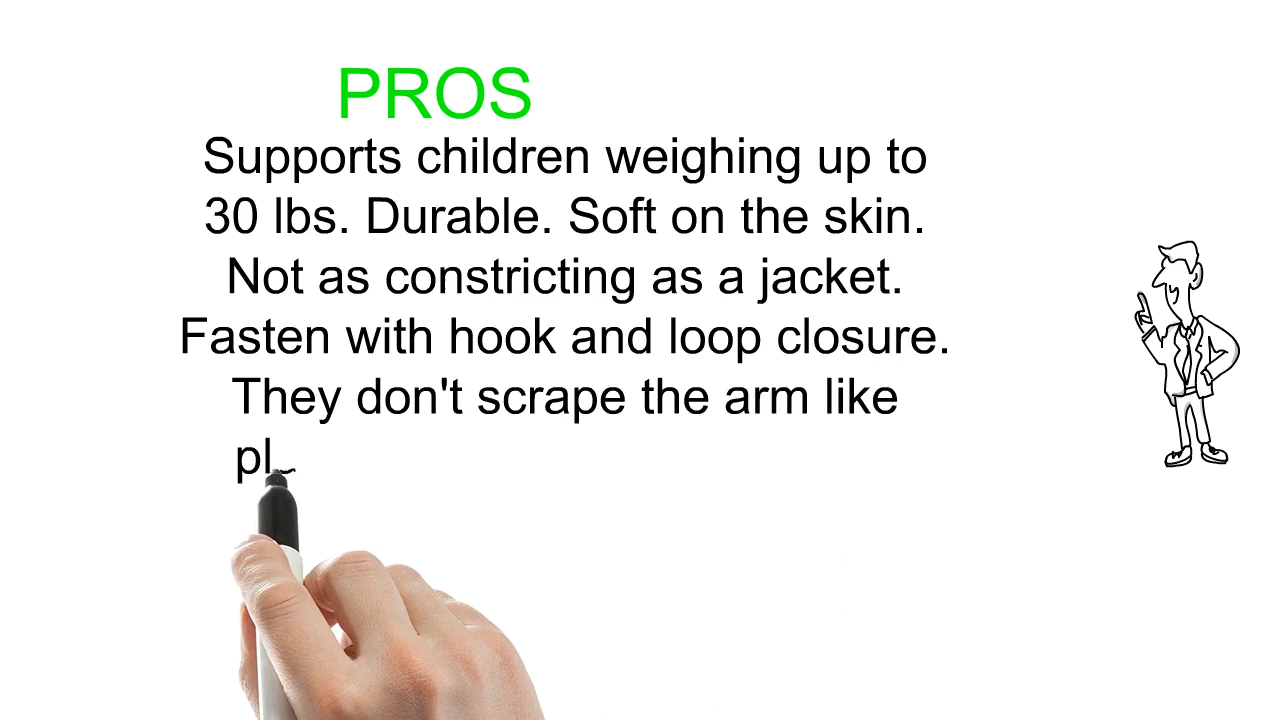 PROS
Supports children weighing up to
30 lbs. Durable. Soft on the skin.
Not as constricting as a jacket.
Fasten with hook and loop closure.
They don't scrape the arm like
pl